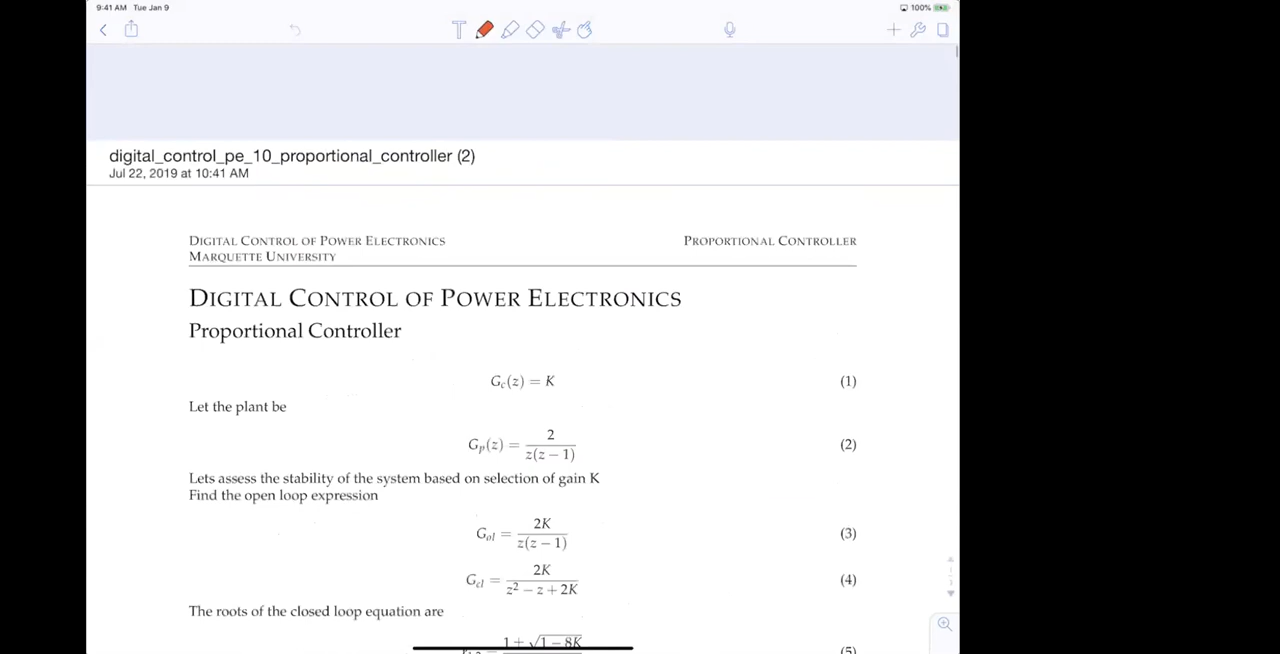 9:41 AM Tue Jan 9
100%
digital_control_pe_10_proportional_controller (2)
Jul 22, 2019 at 10:41 AM
DIGITAL CONTROL OF POWER ELECTRONICS PROPORTIONAL CONTROLLER
MARQUETTE UNIVERSITY
DIGITAL CONTROL OF POWER ELECTRONICS
Proportional Controller
G_c(z) = K (1)
Let the plant be
G_p(z) = 2 / z(z − 1) (2)
Lets assess the stability of the system based on selection of gain K
Find the open loop expression
G_ol = 2K / z(z − 1) (3)
G_cl = 2K / z² − z + 2K (4)
The roots of the closed loop equation are
1 + √1 − 8K (5)